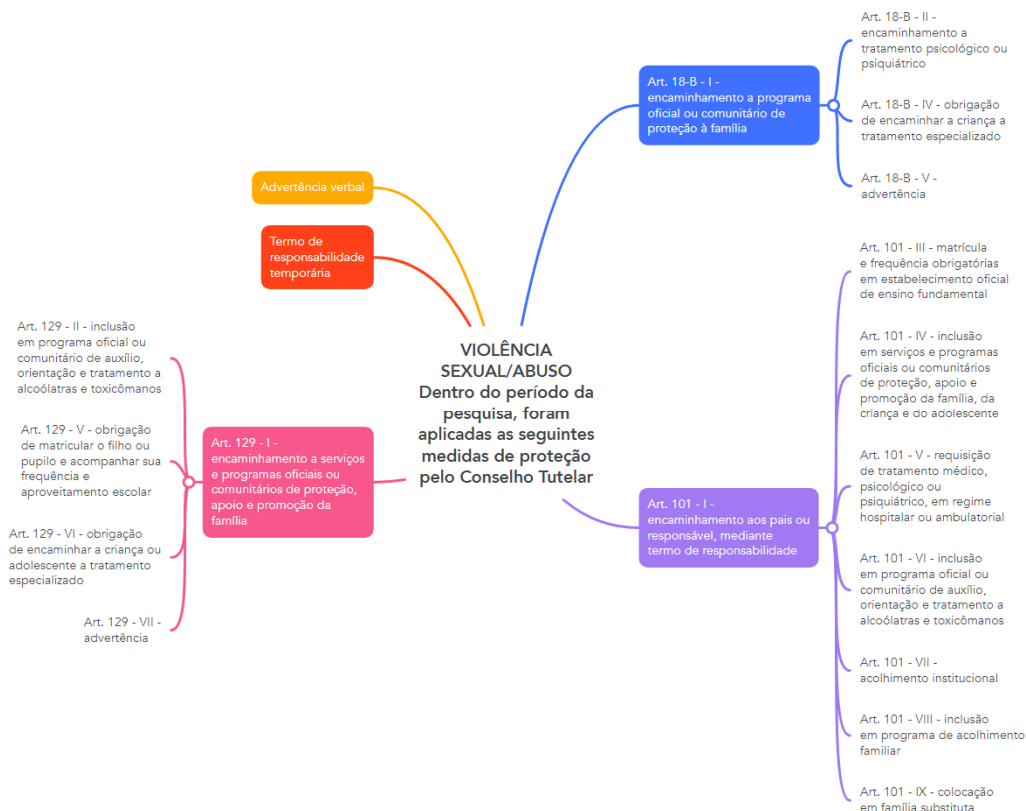 VIOLÊNCIA
SEXUAL/ABUSO
Dentro do período da
pesquisa, foram
aplicadas as seguintes
medidas de proteção
pelo Conselho Tutelar
Art. 18-B - I -
encaminhamento a programa
oficial ou comunitário de
proteção à família
Art. 18-B - II -
encaminhamento a
tratamento psicológico ou
psiquiátrico
Art. 18-B - IV - obrigação
de encaminhar a criança a
tratamento especializado
Art. 18-B - V -
advertência
Art. 101 - I -
encaminhamento aos pais ou
responsável, mediante
termo de responsabilidade
Art. 101 - III - matrícula
e frequência obrigatórias
em estabelecimento oficial
de ensino fundamental
Art. 101 - IV - inclusão
em serviços e programas
oficiais ou comunitários
de proteção, apoio e
promoção da família, da
criança e do adolescente
Art. 101 - V - requisição
de tratamento médico,
psicológico ou
psiquiátrico, em regime
hospitalar ou ambulatorial
Art. 101 - VI - inclusão
em programa oficial ou
comunitário de auxílio,
orientação e tratamento a
alcoólatras e toxicômanos
Art. 101 - VII -
acolhimento institucional
Art. 101 - VIII - inclusão
em programa de acolhimento
familiar
Art. 101 - IX - colocação
em família substituta
Art. 129 - I -
encaminhamento a serviços
e programas oficiais ou
comunitários de proteção,
apoio e promoção da
família
Art. 129 - II - inclusão
em programa oficial ou
comunitário de auxílio,
orientação e tratamento a
alcoólatras e toxicômanos
Art. 129 - V - obrigação
de matricular o filho ou
pupilo e acompanhar sua
frequência e
aproveitamento escolar
Art. 129 - VI - obrigação
de encaminhar a criança ou
adolescente a tratamento
especializado
Art. 129 - VII -
advertência
Termo de
responsabilidade
temporária
Advertência verbal